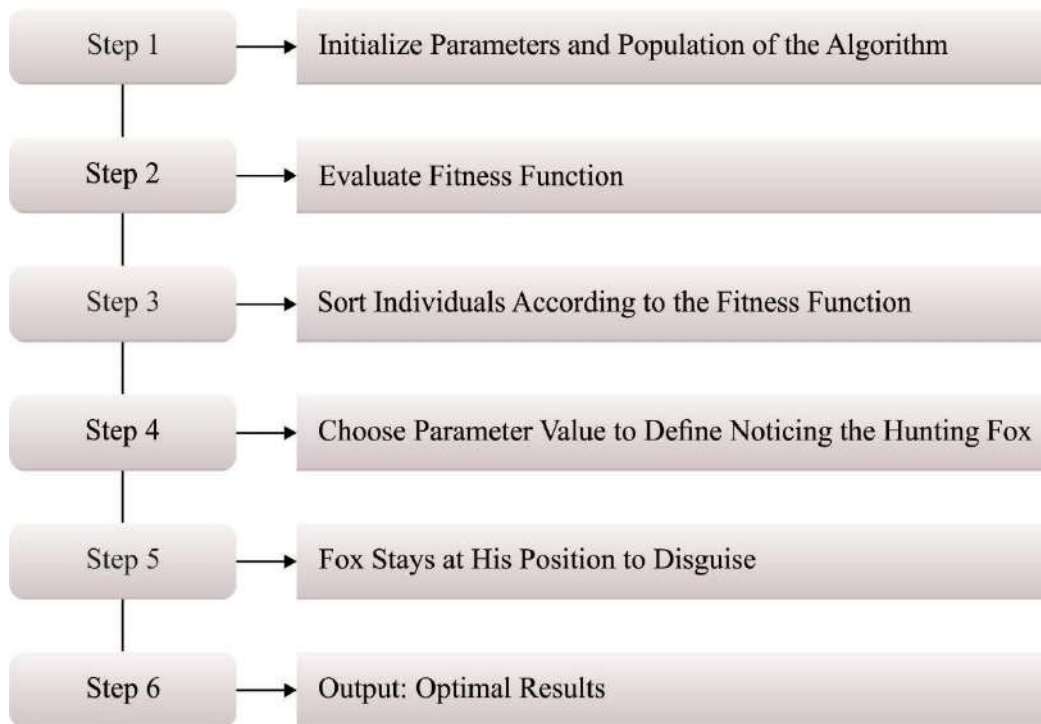 Step 1
Initialize Parameters and Population of the Algorithm
Step 2
Evaluate Fitness Function
Step 3
Sort Individuals According to the Fitness Function
Step 4
Choose Parameter Value to Define Noticing the Hunting Fox
Step 5
Fox Stays at His Position to Disguise
Step 6
Output: Optimal Results